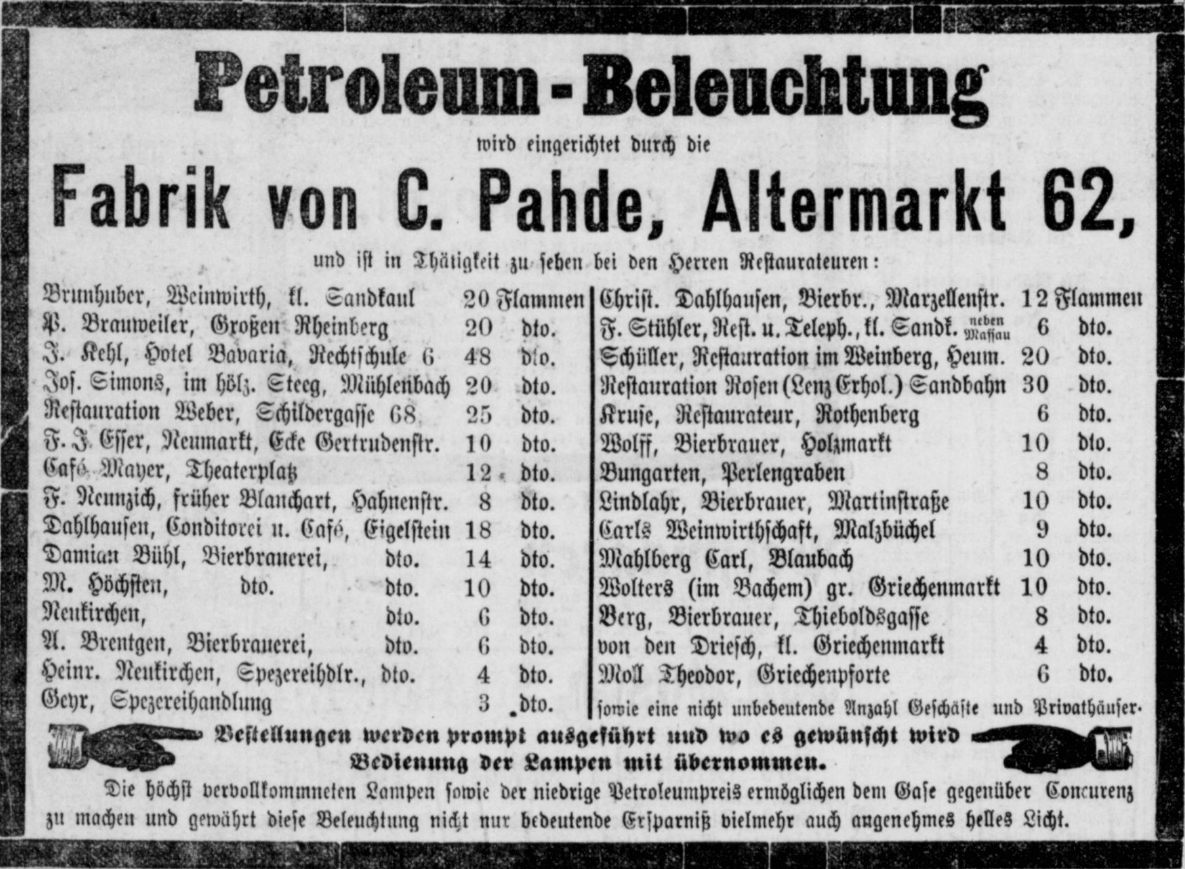 Petroleum-Beleuchtung
wird eingerichtet durch die
Fabrik von C. Pahde, Altermarkt 62,
und ist in Thätigkeit zu sehen bei den Herren Restaurateuren:
Brunhuber, Weinwirth, kl. Sandkaul 20 Flammen
P. Brauweiler, Großen Rheinberg 20 dto.
J. Kehl, Hotel Bavaria, Rechtschule 6 48 dto.
Jos. Simons, im hölz. Steeg, Mühlenbach 20 dto.
Restauration Weber, Schildergasse 68, 25 dto.
F. J. Esser, Neumarkt, Ecke Gertrudenstr. 10 dto.
Café Mayer, Theaterplatz 12 dto.
F. Neunzich, früher Blanchart, Hahnenstr. 8 dto.
Dahlhausen, Conditorei u. Café, Eigelstein 18 dto.
Damian Bühl, Bierbrauerei, dto. 14 dto.
M. Höchsten, dto. dto. 10 dto.
Neukirchen, dto. 6 dto.
A. Brentgen, Bierbrauerei, dto. 6 dto.
Heinr. Neukirchen, Spezereihdlr., dto. 4 dto.
Geyr, Spezereihandlung 3 dto.
Christ. Dahlhausen, Bierbr., Marzellenstr. 12 Flammen
F. Stühler, Rest. u. Teleph., kl. Sandk. neben Massau 6 dto.
Schüller, Restauration im Weinberg, Heum. 20 dto.
Restauration Rosen (Lenz Erhol.) Sandbahn 30 dto.
Kruse, Restaurateur, Rothenberg 6 dto.
Wolff, Bierbrauer, Holzmarkt 10 dto.
Bungarten, Perlengraben 8 dto.
Lindlahr, Bierbrauer, Martinstraße 10 dto.
Carls Weinwirthschaft, Malzbüchel 9 dto.
Mahlberg Carl, Blaubach 10 dto.
Wolters (im Bachem) gr. Griechenmarkt 10 dto.
Berg, Bierbrauer, Thieboldsgasse 8 dto.
von den Driesch, kl. Griechenmarkt 4 dto.
Moll Theodor, Griechenpforte 6 dto.
sowie eine nicht unbedeutende Anzahl Geschäfte und Privathäuser.
Bestellungen werden prompt ausgeführt und wo es gewünscht wird
Bedienung der Lampen mit übernommen.
Die höchst vervollkommneten Lampen sowie der niedrige Petroleumpreis ermöglichen dem Gase gegenüber Concurenz
zu machen und gewährt diese Beleuchtung nicht nur bedeutende Ersparniß vielmehr auch angenehmes helles Licht.